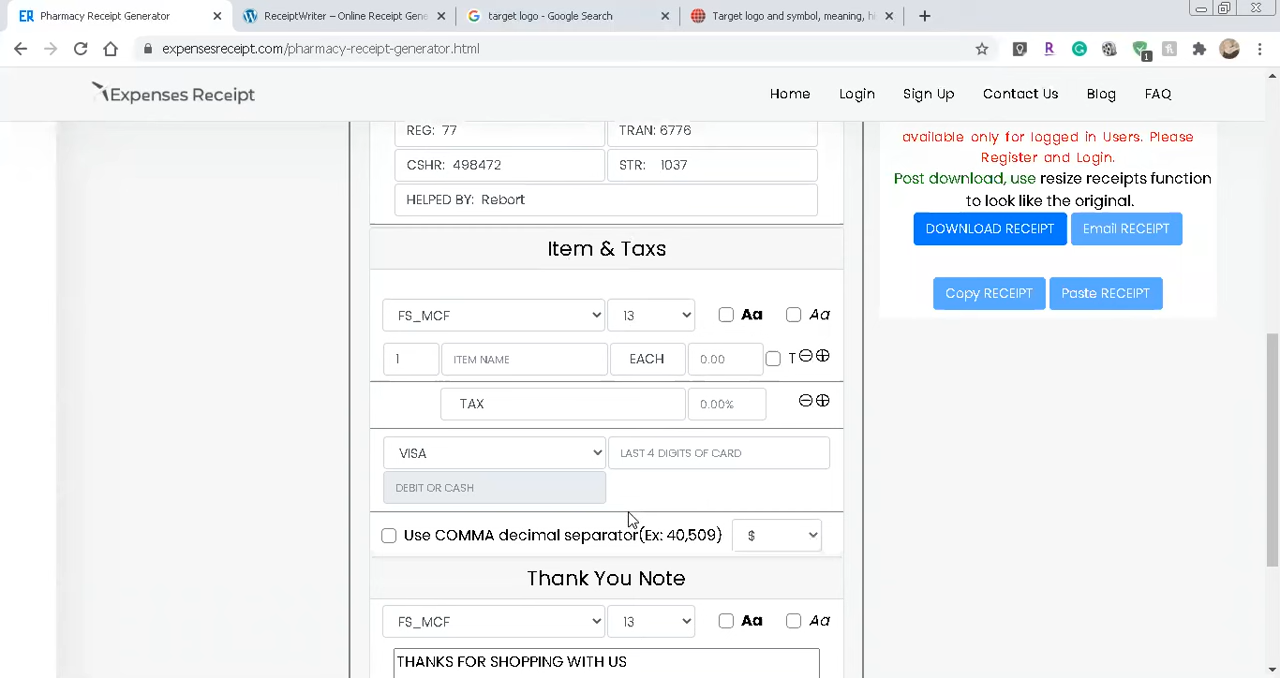 ER Pharmacy Receipt Generator
ReceiptWriter – Online Receipt Gene
target logo - Google Search
Target logo and symbol, meaning, hi
expensesreceipt.com/pharmacy-receipt-generator.html
R
1
Expenses Receipt
Home
Login
Sign Up
Contact Us
Blog
FAQ
REG: 77
TRAN: 6776
CSHR: 498472
STR: 1037
HELPED BY: Rebort
available only for logged in Users. Please
Register and Login.
Post download, use resize receipts function
to look like the original.
DOWNLOAD RECEIPT
Email RECEIPT
Copy RECEIPT
Paste RECEIPT
Item & Taxs
FS_MCF
13
Aa
Aa
1
ITEM NAME
EACH
0.00
T
TAX
0.00%
VISA
LAST 4 DIGITS OF CARD
DEBIT OR CASH
Use COMMA decimal separator(Ex: 40,509)
$
Thank You Note
FS_MCF
13
Aa
Aa
THANKS FOR SHOPPING WITH US